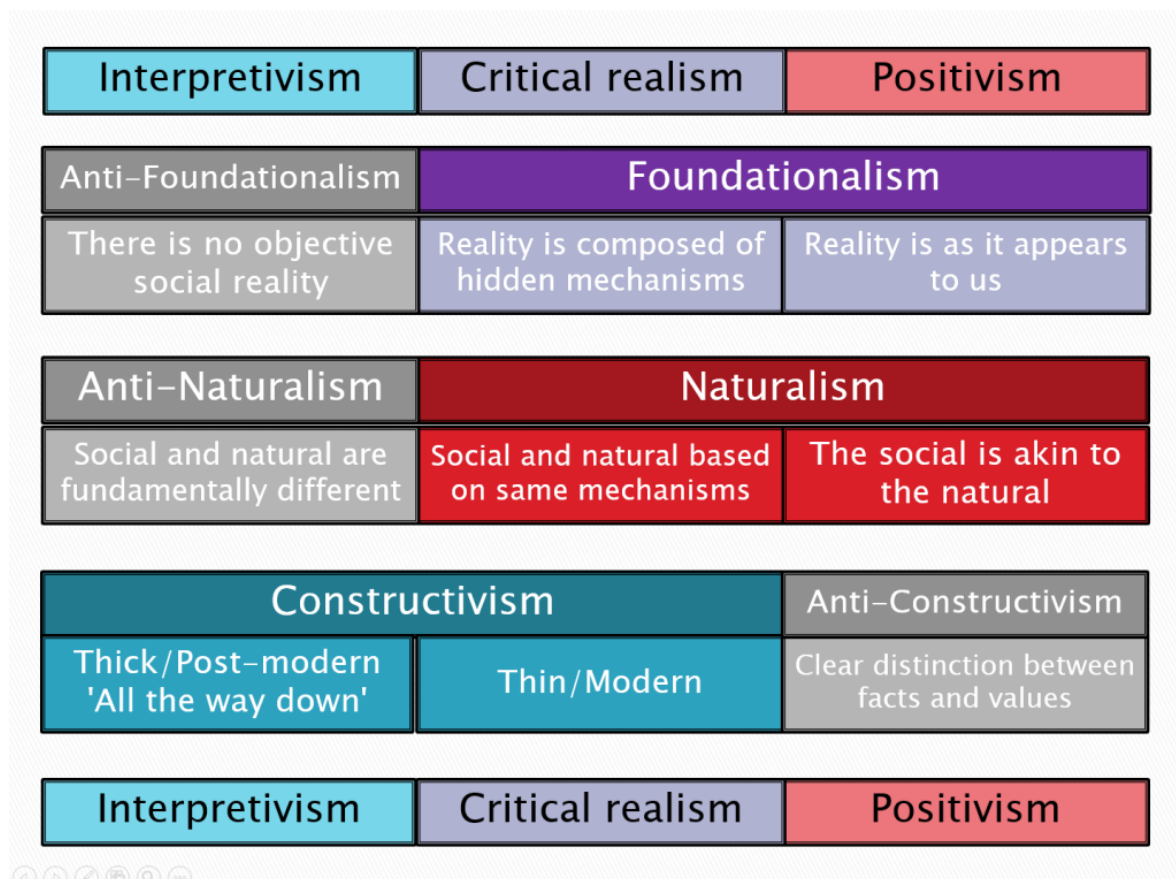 Interpretivism Critical realism Positivism
Anti-Foundationalism Foundationalism
There is no objective
social reality
Reality is composed of
hidden mechanisms
Reality is as it appears
to us
Anti-Naturalism Naturalism
Social and natural are
fundamentally different
Social and natural based
on same mechanisms
The social is akin to
the natural
Constructivism Anti-Constructivism
Thick/Post-modern
'All the way down'
Thin/Modern
Clear distinction between
facts and values
Interpretivism Critical realism Positivism